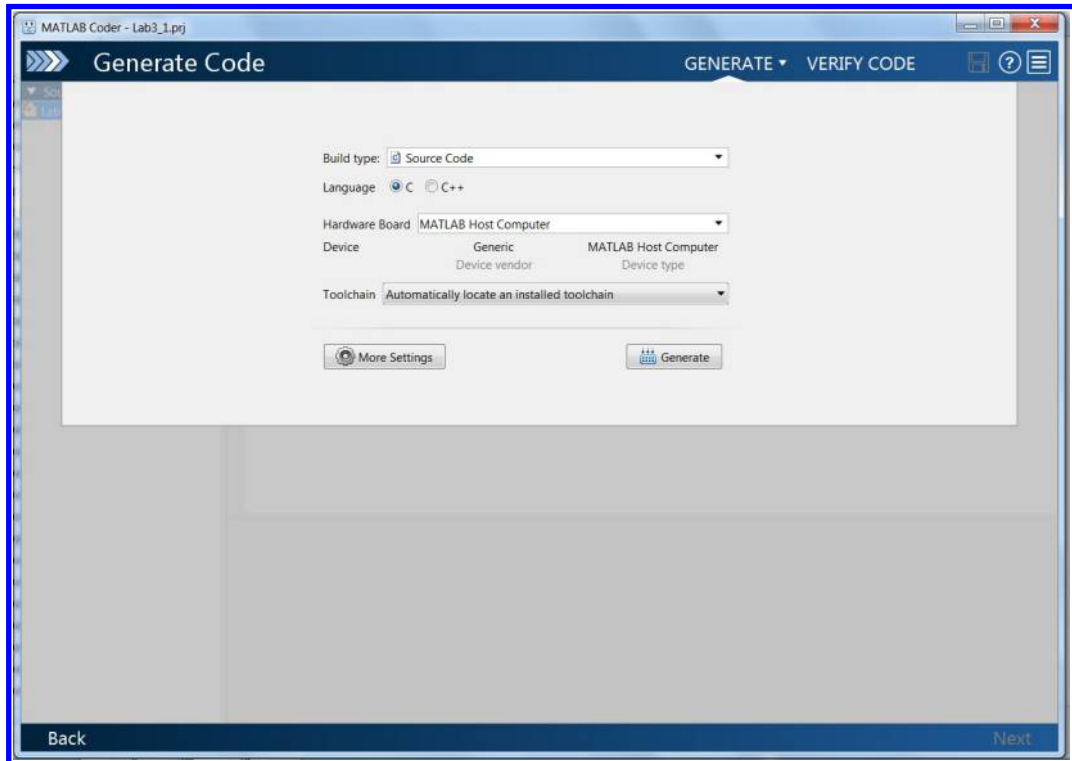 MATLAB Coder - Lab3_1.prj
Generate Code GENERATE VERIFY CODE
Sou
Lab
Build type: Source Code
Language C C++
Hardware Board MATLAB Host Computer
Device Generic MATLAB Host Computer
Device vendor Device type
Toolchain Automatically locate an installed toolchain
More Settings Generate
Back Next